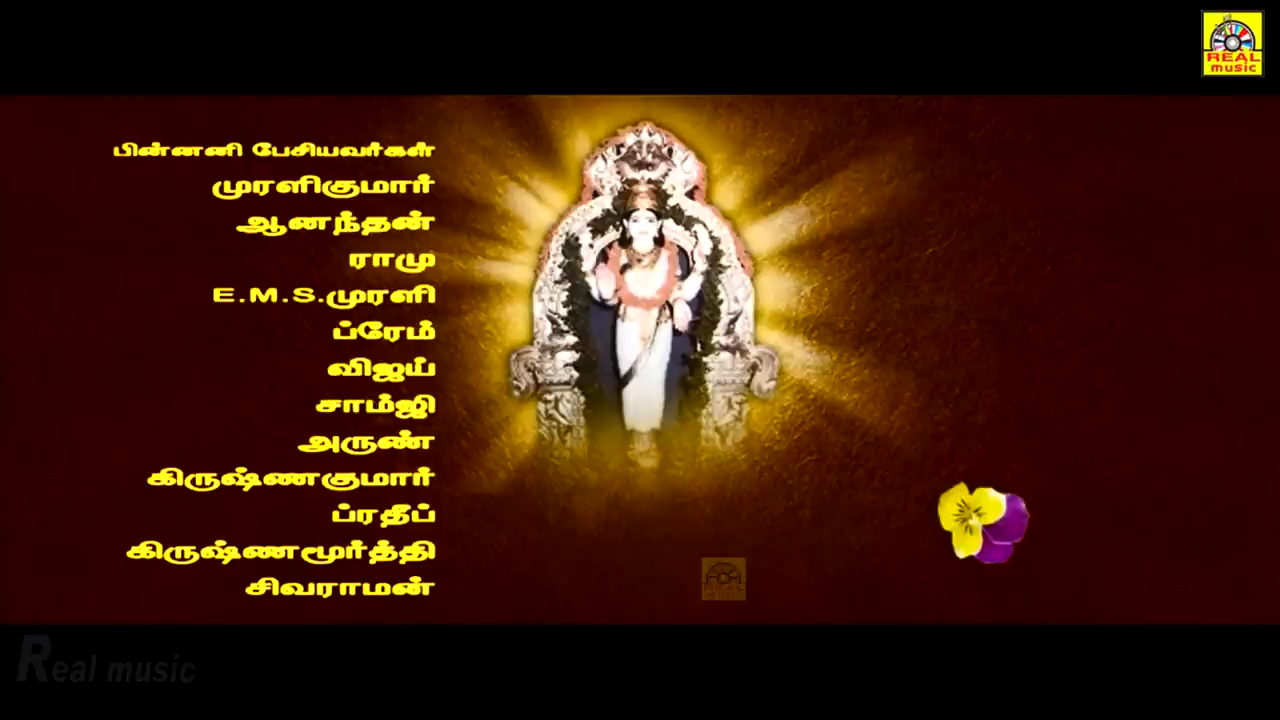 REAL
music
பின்னனி பேசியவர்கள்
முரளிகுமார்
ஆனந்தன்
ராமு
E.M.S.முரளி
ப்ரேம்
விஜய்
சாம்ஜி
அருண்
கிருஷ்ணகுமார்
ப்ரதீப்
கிருஷ்ணமூர்த்தி
சிவராமன்
Real music